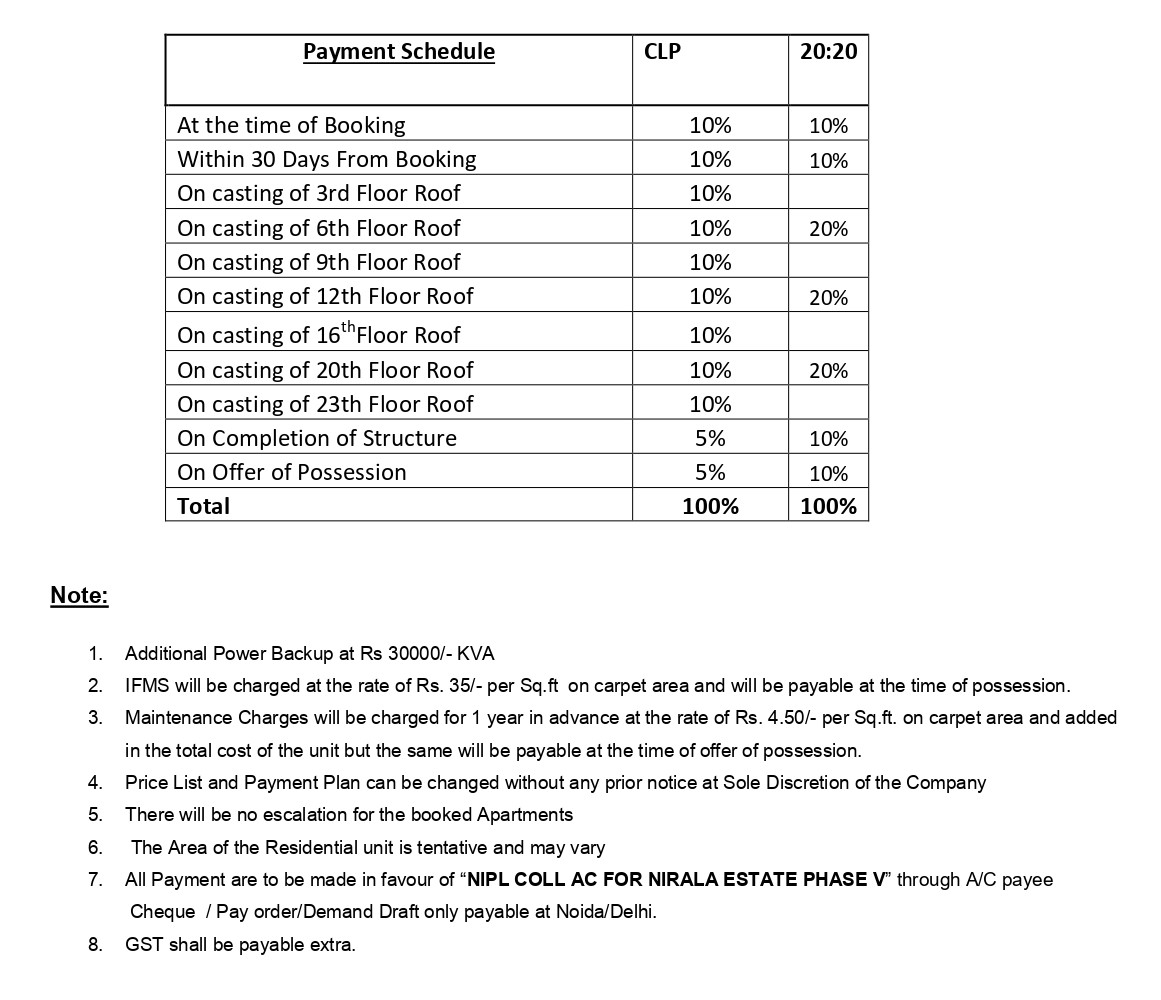 Payment Schedule CLP 20:20
At the time of Booking 10% 10%
Within 30 Days From Booking 10% 10%
On casting of 3rd Floor Roof 10%
On casting of 6th Floor Roof 10% 20%
On casting of 9th Floor Roof 10%
On casting of 12th Floor Roof 10% 20%
On casting of 16thFloor Roof 10%
On casting of 20th Floor Roof 10% 20%
On casting of 23th Floor Roof 10%
On Completion of Structure 5% 10%
On Offer of Possession 5% 10%
Total 100% 100%
Note:
1. Additional Power Backup at Rs 30000/- KVA
2. IFMS will be charged at the rate of Rs. 35/- per Sq.ft on carpet area and will be payable at the time of possession.
3. Maintenance Charges will be charged for 1 year in advance at the rate of Rs. 4.50/- per Sq.ft. on carpet area and added
in the total cost of the unit but the same will be payable at the time of offer of possession.
4. Price List and Payment Plan can be changed without any prior notice at Sole Discretion of the Company
5. There will be no escalation for the booked Apartments
6. The Area of the Residential unit is tentative and may vary
7. All Payment are to be made in favour of “NIPL COLL AC FOR NIRALA ESTATE PHASE V” through A/C payee
Cheque / Pay order/Demand Draft only payable at Noida/Delhi.
8. GST shall be payable extra.